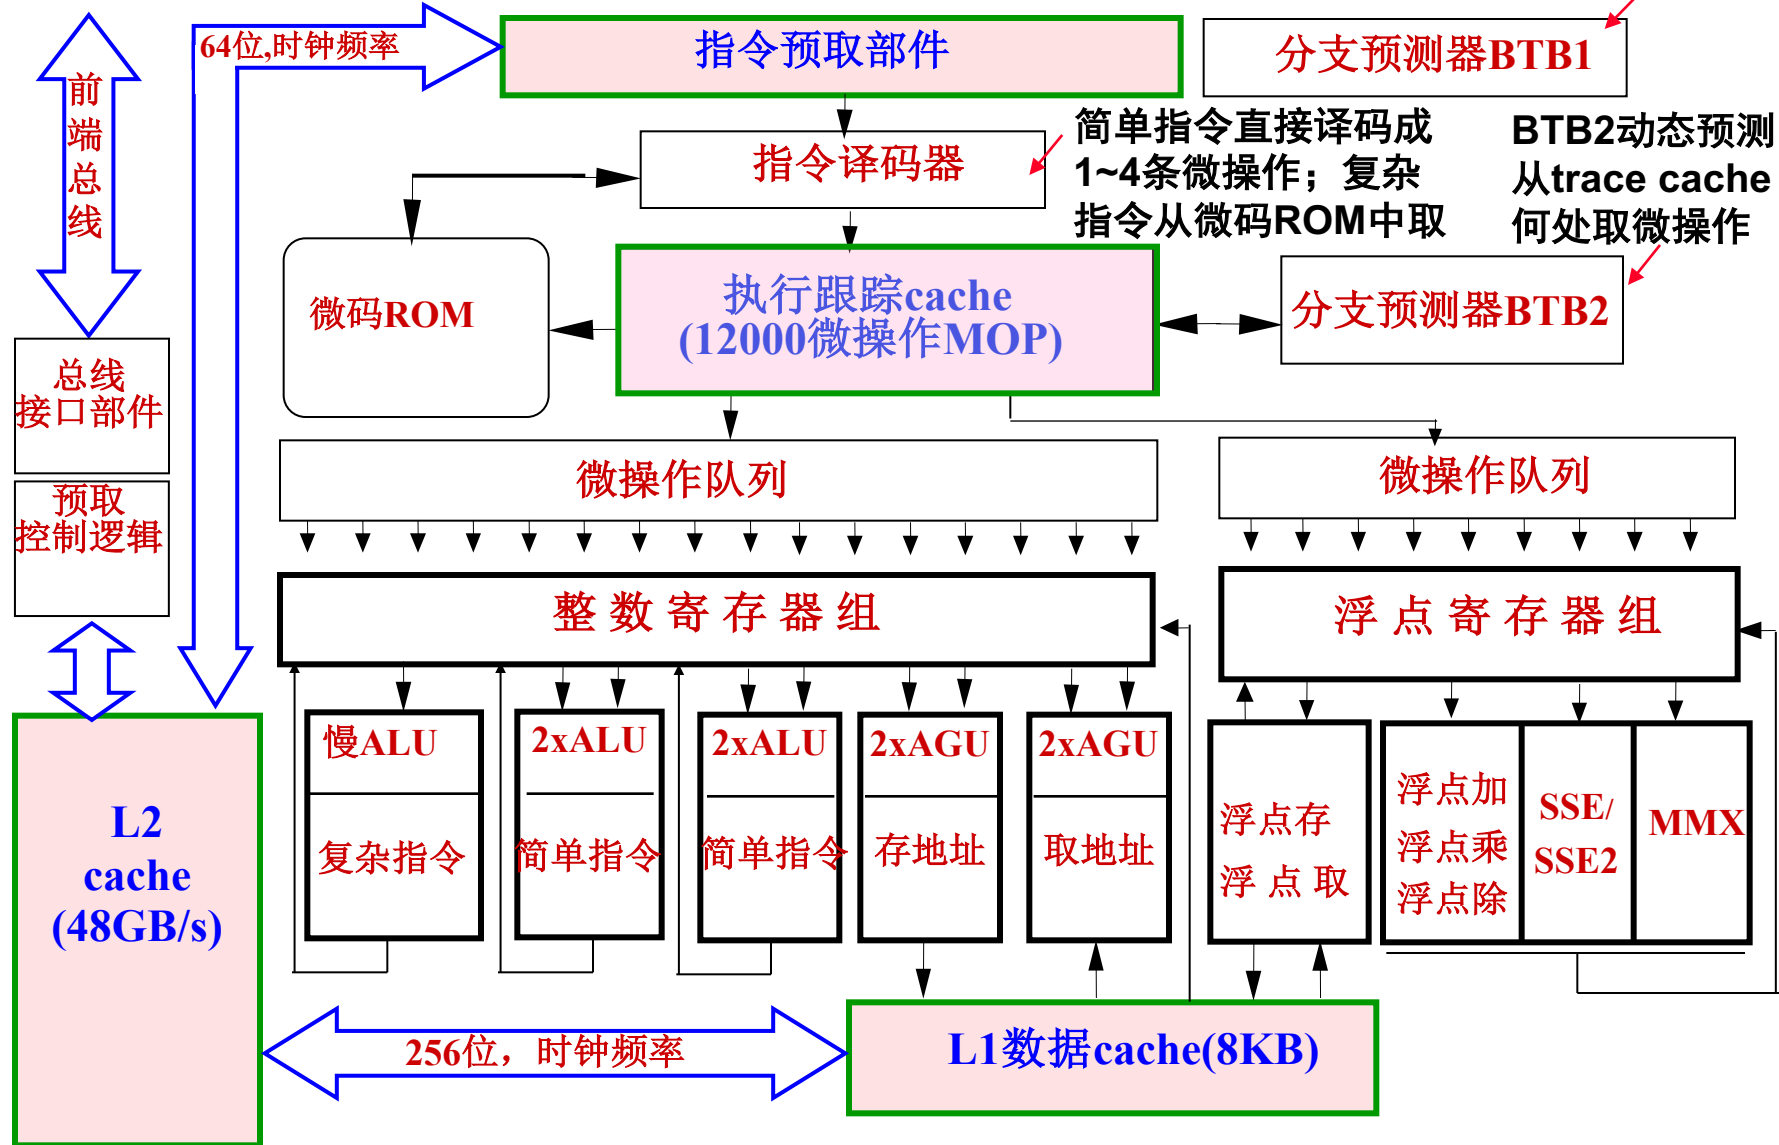 64位,时钟频率
指令预取部件
分支预测器BTB1
前
端
总
线
简单指令直接译码成
1~4条微操作；复杂
指令从微码ROM中取
BTB2动态预测
从trace cache
何处取微操作
指令译码器
微码ROM
执行跟踪cache
(12000微操作MOP)
分支预测器BTB2
总线
接口部件
预取
控制逻辑
微操作队列
微操作队列
整数寄存器组
浮点寄存器组
慢ALU
复杂指令
2xALU
简单指令
2xALU
简单指令
2xAGU
存地址
2xAGU
取地址
浮点存
浮点取
浮点加
浮点乘
浮点除
SSE/
SSE2
MMX
L2
cache
(48GB/s)
256位，时钟频率
L1数据cache(8KB)